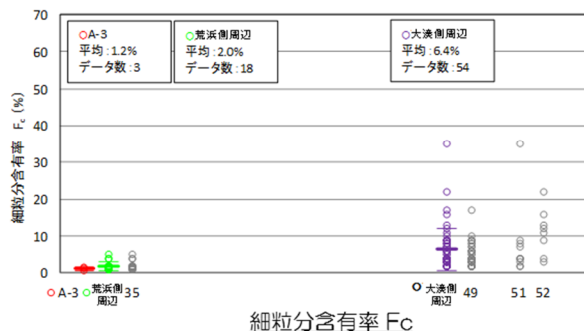 70
60
50
40
30
20
10
0
細粒分含有率 Fc (%)
A-3
平均：1.2%
データ数：3
荒浜側周辺
平均：2.0%
データ数：18
大湊側周辺
平均：6.4%
データ数：54
A-3
荒浜側
周辺
35
大湊側
周辺
49
51
52
細粒分含有率 Fc